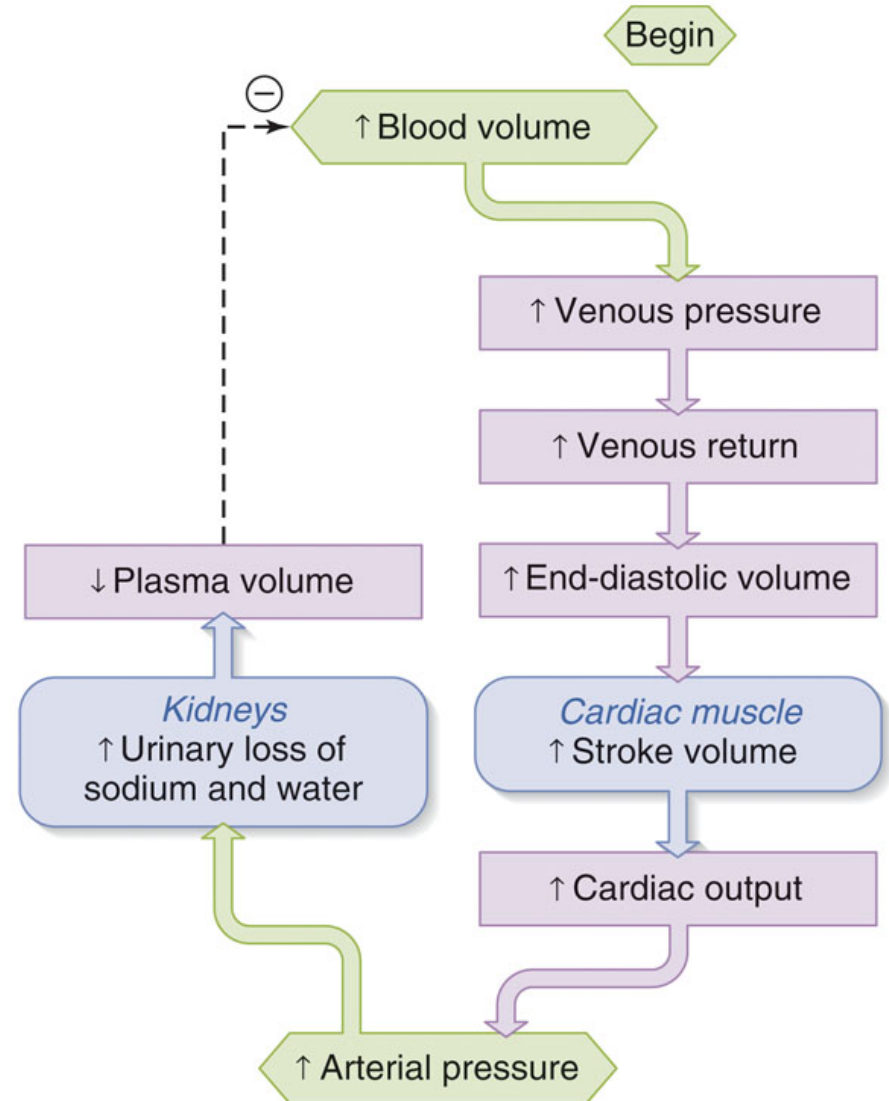 Begin
⊖
↑ Blood volume
↑ Venous pressure
↑ Venous return
↑ End-diastolic volume
Cardiac muscle
↑ Stroke volume
↑ Cardiac output
↑ Arterial pressure
Kidneys
↑ Urinary loss of
sodium and water
↓ Plasma volume